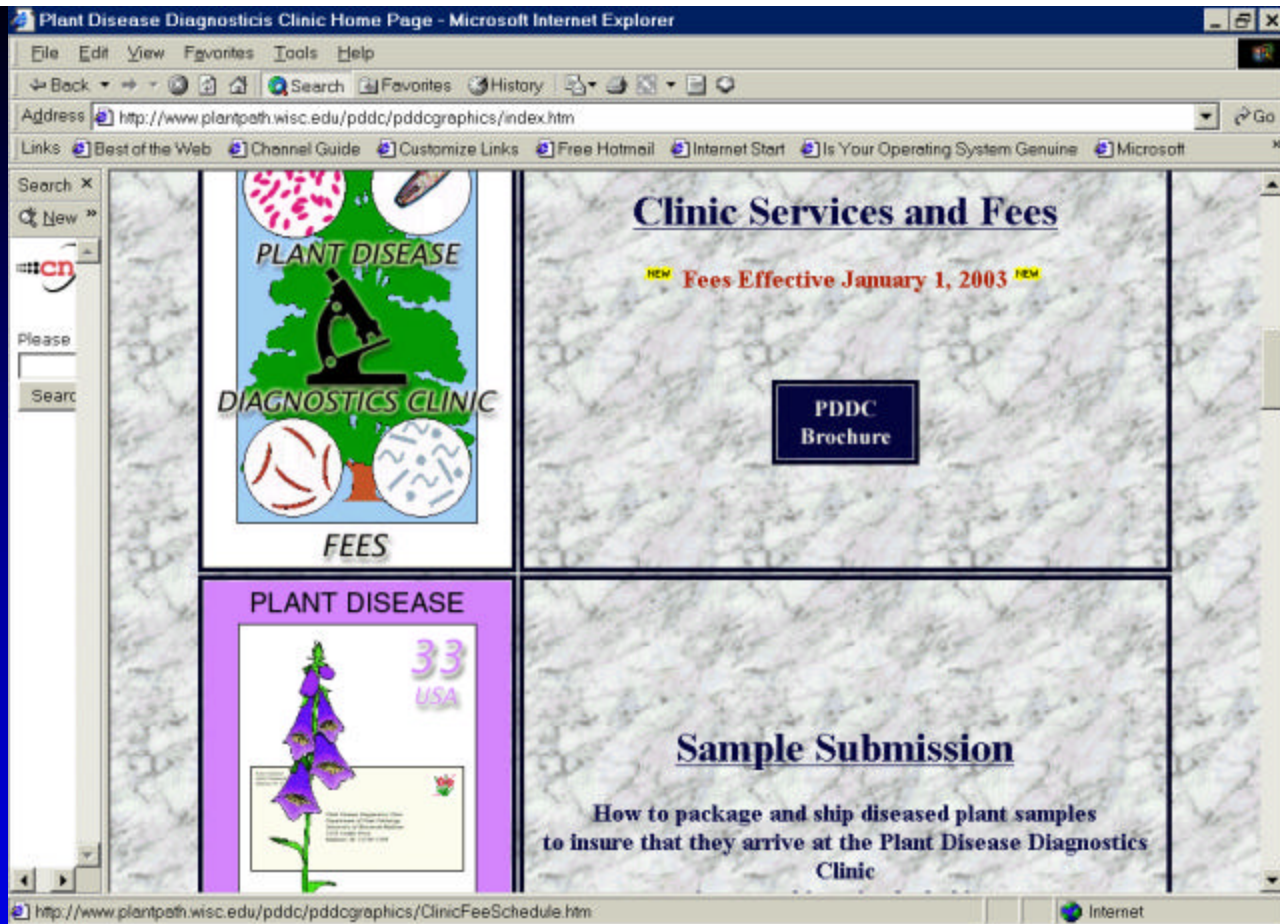 Plant Disease Diagnosticis Clinic Home Page - Microsoft Internet Explorer
File Edit View Favorites Tools Help
Back Search Favorites History
Address http://www.plantpath.wisc.edu/pddc/pddcgraphics/index.htm Go
Links Best of the Web Channel Guide Customize Links Free Hotmail Internet Start Is Your Operating System Genuine Microsoft
Search
New
cn
Please
Searc
PLANT DISEASE
DIAGNOSTICS CLINIC
FEES
Clinic Services and Fees
NEW Fees Effective January 1, 2003 NEW
PDDC
Brochure
PLANT DISEASE
33
USA
Sample Submission
How to package and ship diseased plant samples
to insure that they arrive at the Plant Disease Diagnostics
Clinic
http://www.plantpath.wisc.edu/pddc/pddcgraphics/ClinicFeeSchedule.htm Internet